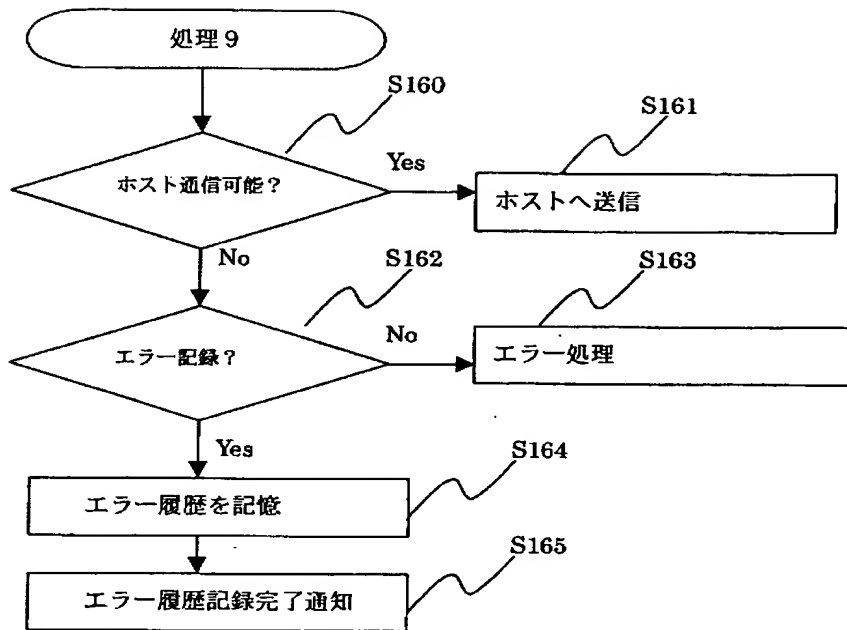 処理9
S160
S161
ホスト通信可能？
Yes
ホストへ送信
No
S162
S163
エラー記録？
No
エラー処理
Yes
S164
エラー履歴を記憶
S165
エラー履歴記録完了通知